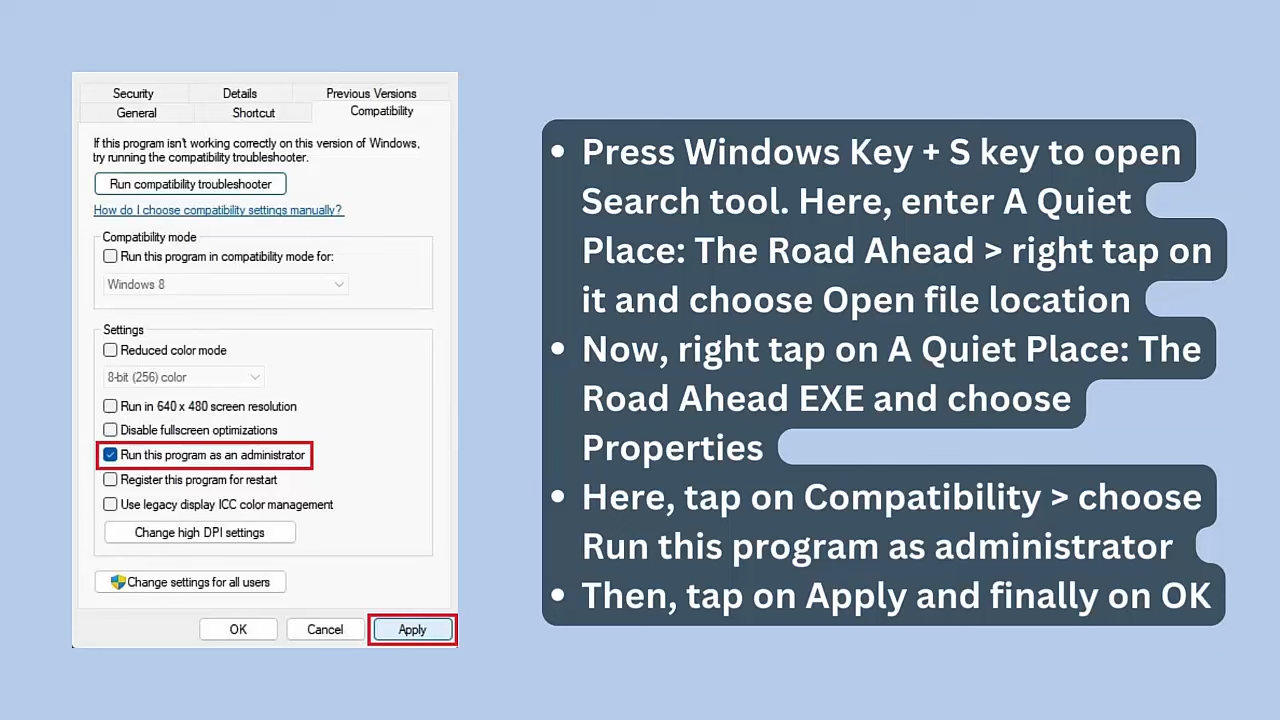 Security Details Previous Versions
General Shortcut Compatibility
If this program isn't working correctly on this version of Windows,
try running the compatibility troubleshooter.
Run compatibility troubleshooter
How do I choose compatibility settings manually?
Compatibility mode
Run this program in compatibility mode for:
Windows 8
Settings
Reduced color mode
8-bit (256) color
Run in 640 x 480 screen resolution
Disable fullscreen optimizations
Run this program as an administrator
Register this program for restart
Use legacy display ICC color management
Change high DPI settings
Change settings for all users
OK Cancel Apply
• Press Windows Key + S key to open
Search tool. Here, enter A Quiet
Place: The Road Ahead > right tap on
it and choose Open file location
• Now, right tap on A Quiet Place: The
Road Ahead EXE and choose
Properties
• Here, tap on Compatibility > choose
Run this program as administrator
• Then, tap on Apply and finally on OK